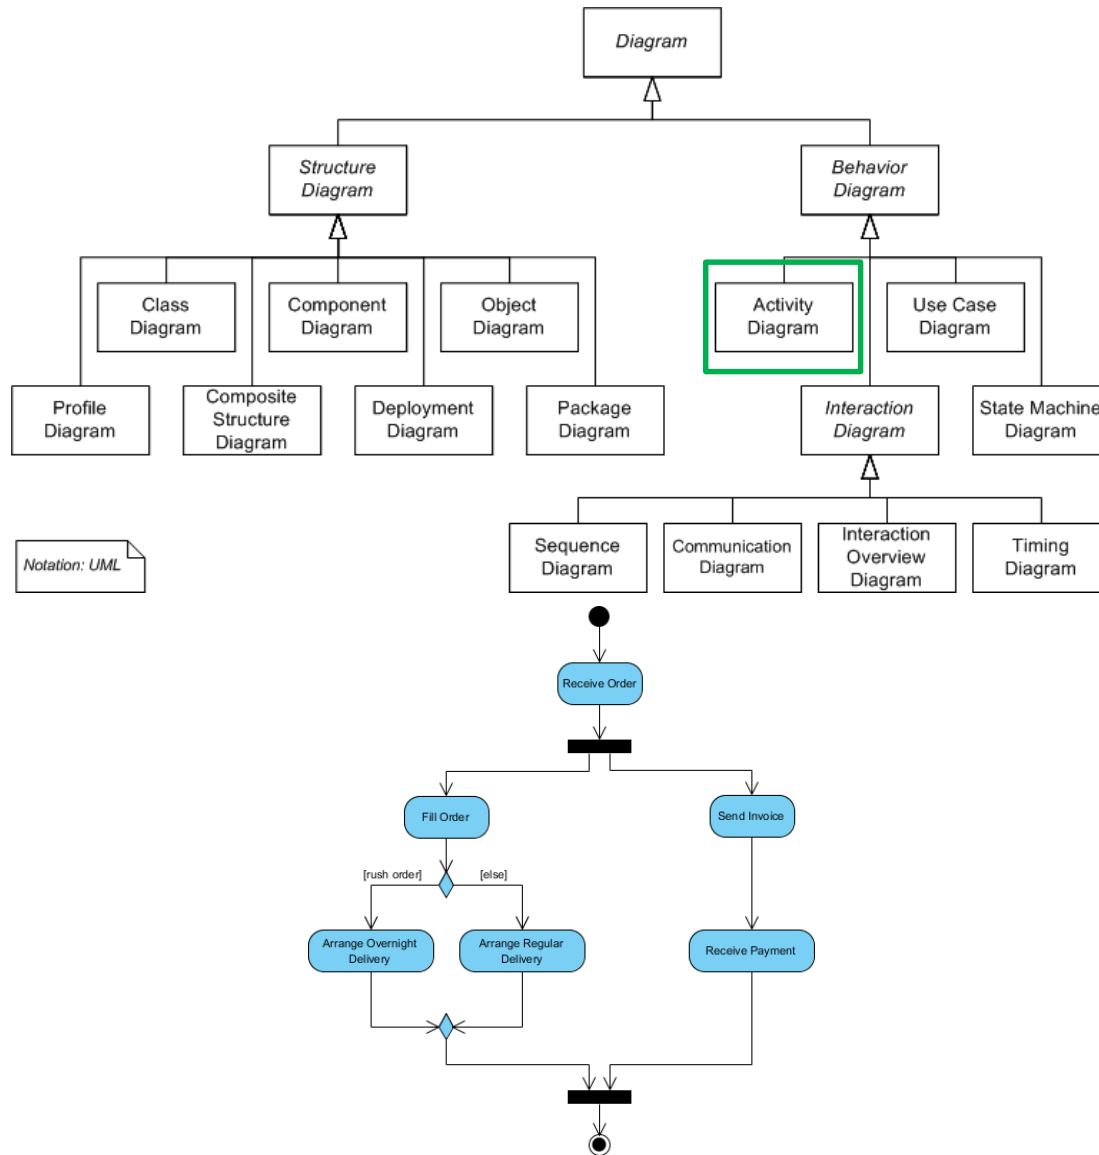 Diagram
Structure
Diagram
Behavior
Diagram
Class
Diagram
Component
Diagram
Object
Diagram
Activity
Diagram
Use Case
Diagram
Profile
Diagram
Composite
Structure
Diagram
Deployment
Diagram
Package
Diagram
Interaction
Diagram
State Machine
Diagram
Notation: UML
Sequence
Diagram
Communication
Diagram
Interaction
Overview
Diagram
Timing
Diagram
Receive Order
Fill Order
Send Invoice
[rush order]
[else]
Arrange Overnight
Delivery
Arrange Regular
Delivery
Receive Payment